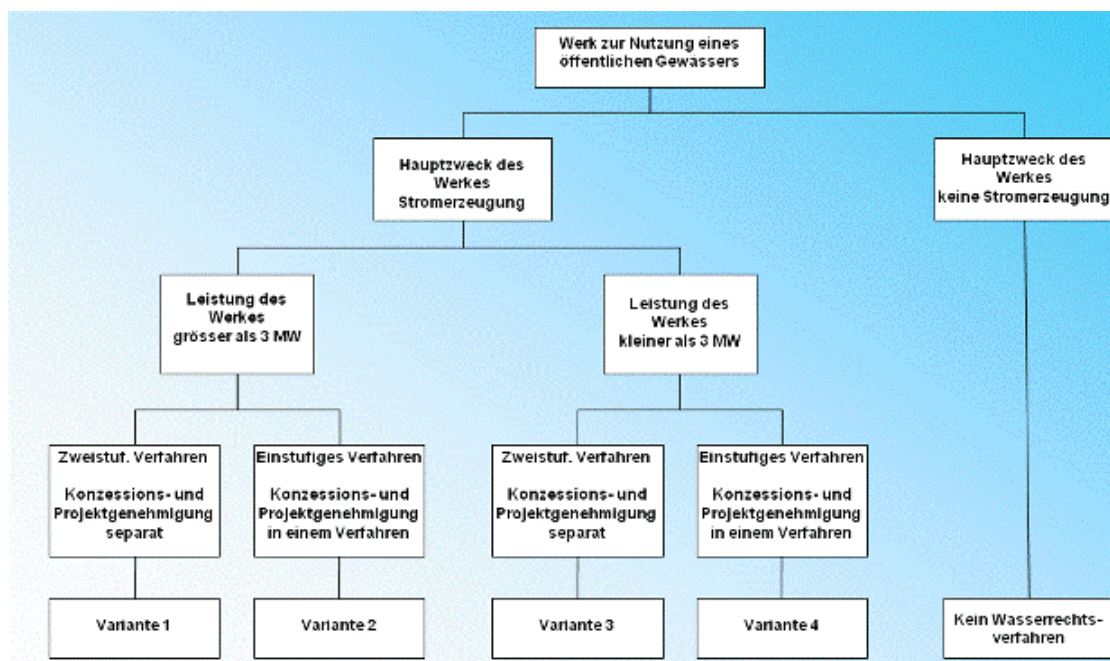 Werk zur Nutzung eines
öffentlichen Gewässers
Hauptzweck des
Werkes
Stromerzeugung
Hauptzweck des
Werkes
keine Stromerzeugung
Leistung des
Werkes
grösser als 3 MW
Leistung des
Werkes
kleiner als 3 MW
Zweistuf. Verfahren
Konzessions- und
Projektgenehmigung
separat
Einstufiges Verfahren
Konzessions- und
Projektgenehmigung
in einem Verfahren
Zweistuf. Verfahren
Konzessions- und
Projektgenehmigung
separat
Einstufiges Verfahren
Konzessions- und
Projektgenehmigung
in einem Verfahren
Variante 1
Variante 2
Variante 3
Variante 4
Kein Wasserrechts-
verfahren